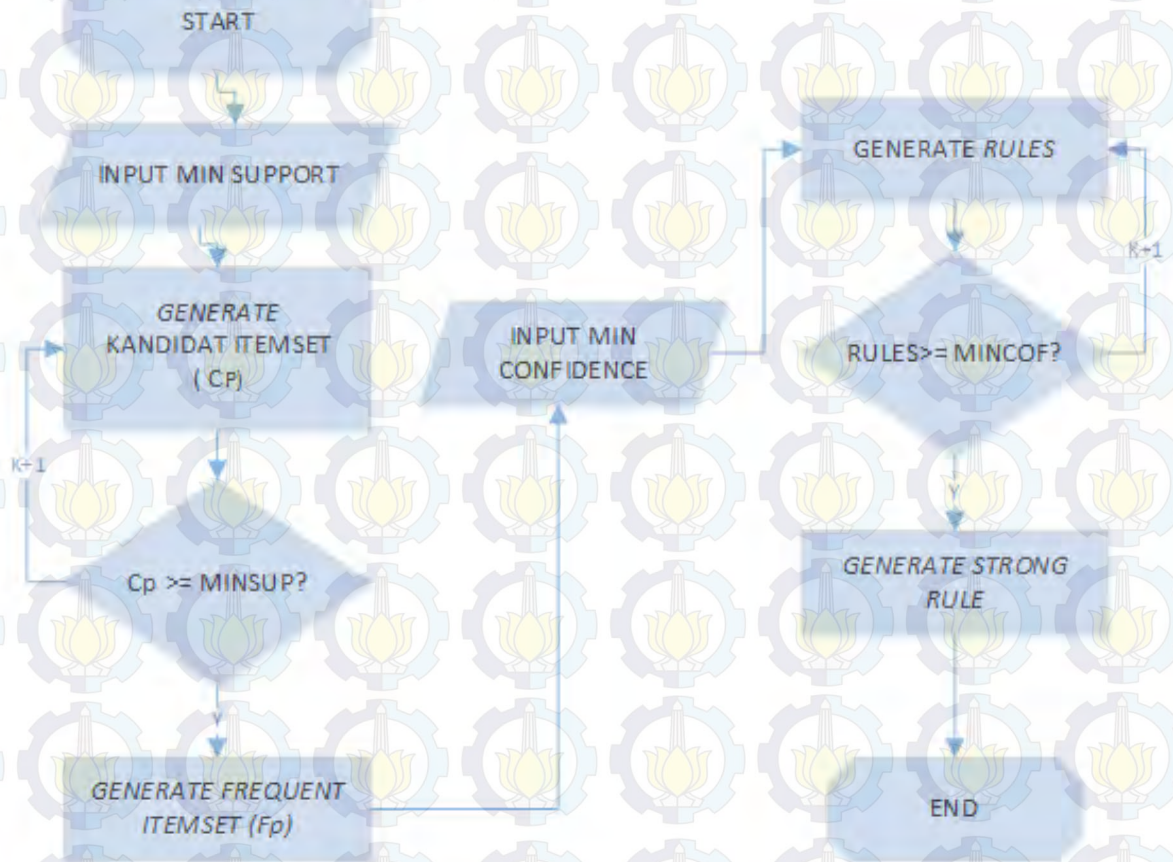 START
INPUT MIN SUPPORT
GENERATE
KANDIDAT ITEMSET
( CP)
K+1
Cp >= MINSUP?
Y
GENERATE FREQUENT
ITEMSET (Fp)
INPUT MIN
CONFIDENCE
GENERATE RULES
K+1
RULES>= MINCOF?
Y
GENERATE STRONG
RULE
END